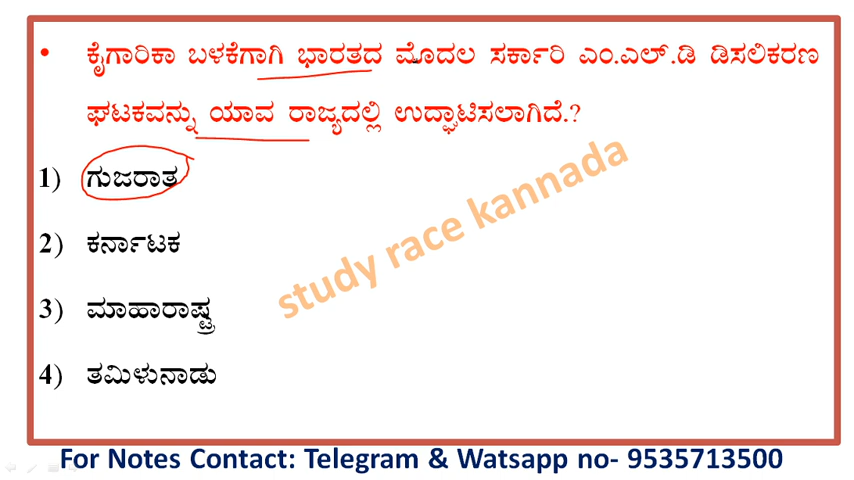 • ಕೈಗಾರಿಕಾ ಬಳಕೆಗಾಗಿ ಭಾರತದ ಮೊದಲ ಸರ್ಕಾರಿ ಎಂ.ಎಲ್.ಡಿ ಡಿಸಲಿಕರಣ
ಘಟಕವನ್ನು ಯಾವ ರಾಜ್ಯದಲ್ಲಿ ಉದ್ಘಾಟಿಸಲಾಗಿದೆ.?
1) ಗುಜರಾತ
2) ಕರ್ನಾಟಕ
3) ಮಾಹಾರಾಷ್ಟ್ರ
4) ತಮಿಳುನಾಡು
study race kannada
For Notes Contact: Telegram & Watsapp no- 9535713500